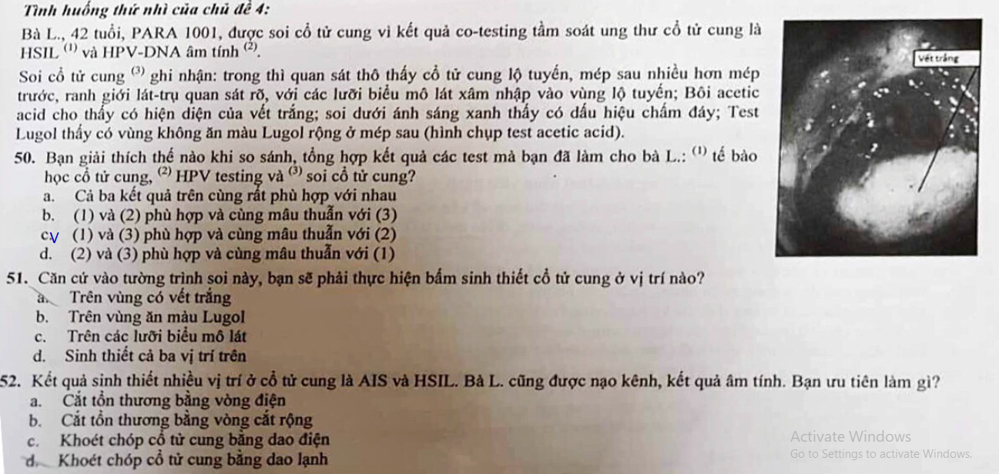 Tình huống thứ nhì của chủ đề 4:
Bà L., 42 tuổi, PARA 1001, được soi cổ tử cung vì kết quả co-testing tầm soát ung thư cổ tử cung là
HSIL (1) và HPV-DNA âm tính (2).
Soi cổ tử cung (3) ghi nhận: trong thì quan sát thô thấy cổ tử cung lộ tuyến, mép sau nhiều hơn mép
trước, ranh giới lát-trụ quan sát rõ, với các lưỡi biểu mô lát xâm nhập vào vùng lộ tuyến; Bôi acetic
acid cho thấy có hiện diện của vết trắng; soi dưới ánh sáng xanh thấy có dấu hiệu chấm đáy; Test
Lugol thấy có vùng không ăn màu Lugol rộng ở mép sau (hình chụp test acetic acid).
Vết trắng
50. Bạn giải thích thế nào khi so sánh, tổng hợp kết quả các test mà bạn đã làm cho bà L.: (1) tế bào
học cổ tử cung, (2) HPV testing và (3) soi cổ tử cung?
a. Cả ba kết quả trên cùng rất phù hợp với nhau
b. (1) và (2) phù hợp và cùng mâu thuẫn với (3)
c. (1) và (3) phù hợp và cùng mâu thuẫn với (2)
d. (2) và (3) phù hợp và cùng mâu thuẫn với (1)
51. Căn cứ vào tường trình soi này, bạn sẽ phải thực hiện bấm sinh thiết cổ tử cung ở vị trí nào?
a. Trên vùng có vết trắng
b. Trên vùng ăn màu Lugol
c. Trên các lưỡi biểu mô lát
d. Sinh thiết cả ba vị trí trên
52. Kết quả sinh thiết nhiều vị trí ở cổ tử cung là AIS và HSIL. Bà L. cũng được nạo kênh, kết quả âm tính. Bạn ưu tiên làm gì?
a. Cắt tổn thương bằng vòng điện
b. Cắt tổn thương bằng vòng cắt rộng
c. Khoét chóp cổ tử cung bằng dao điện
d. Khoét chóp cổ tử cung bằng dao lạnh
Activate Windows
Go to Settings to activate Windows.